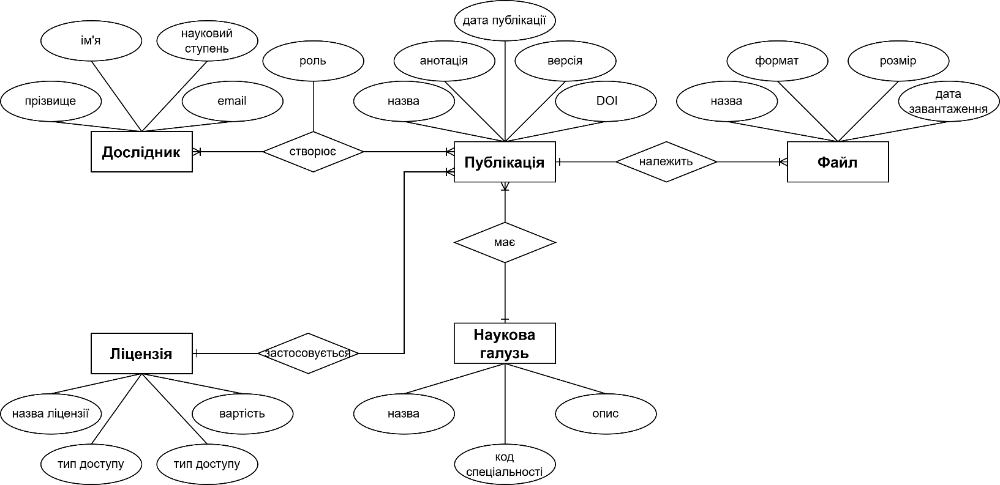 дата публікації
ім'я
науковий
ступень
роль
анотація
версія
формат
розмір
прізвище
email
назва
DOI
назва
дата
завантаження
Дослідник
створює
Публікація
належить
Файл
має
Ліцензія
застосовується
Наукова
галузь
назва ліцензії
вартість
назва
опис
тип доступу
тип доступу
код
спеціальності